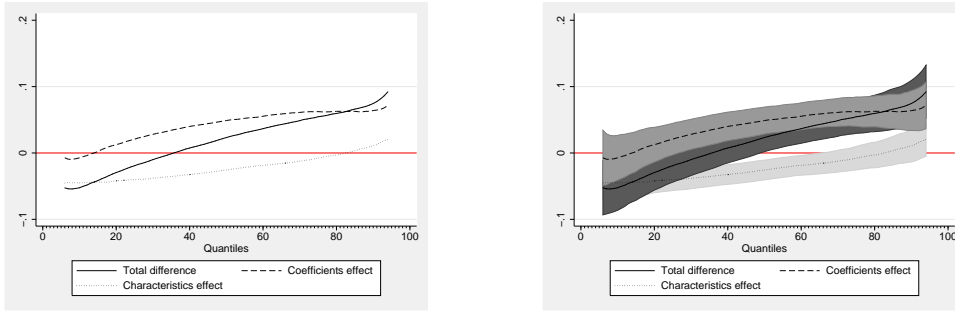 .2
.1
0
-.1
0 20 40 60 80 100
Quantiles
Total difference Coefficients effect
Characteristics effect
.2
.1
0
-.1
0 20 40 60 80 100
Quantiles
Total difference Coefficients effect
Characteristics effect